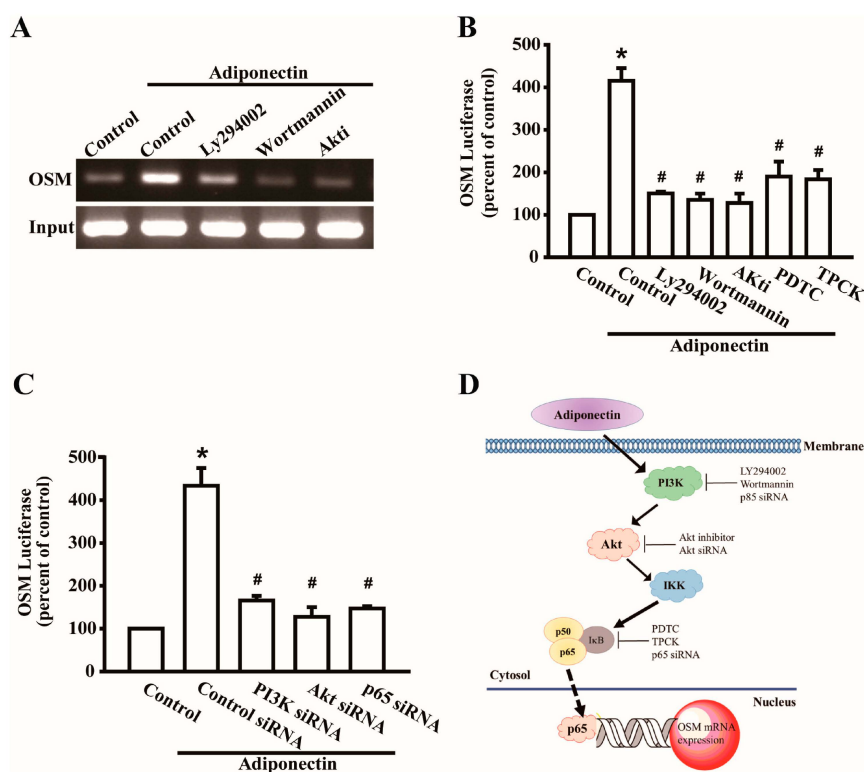 A
Adiponectin
Control
Control
Ly294002
Wortmannin
Akti
OSM
Input
B
OSM Luciferase
(percent of control)
500
400
300
200
100
0
*
#
#
#
#
#
Control
Control
Ly294002
Wortmannin
AKti
PDTC
TPCK
Adiponectin
C
OSM Luciferase
(percent of control)
500
400
300
200
100
0
*
#
#
#
Control
Control siRNA
PI3K siRNA
Akt siRNA
p65 siRNA
Adiponectin
D
Adiponectin
Membrane
PI3K
LY294002
Wortmannin
p85 siRNA
Akt
Akt inhibitor
Akt siRNA
IKK
p50
p65
IκB
PDTC
TPCK
p65 siRNA
Cytosol
Nucleus
p65
OSM mRNA
expression